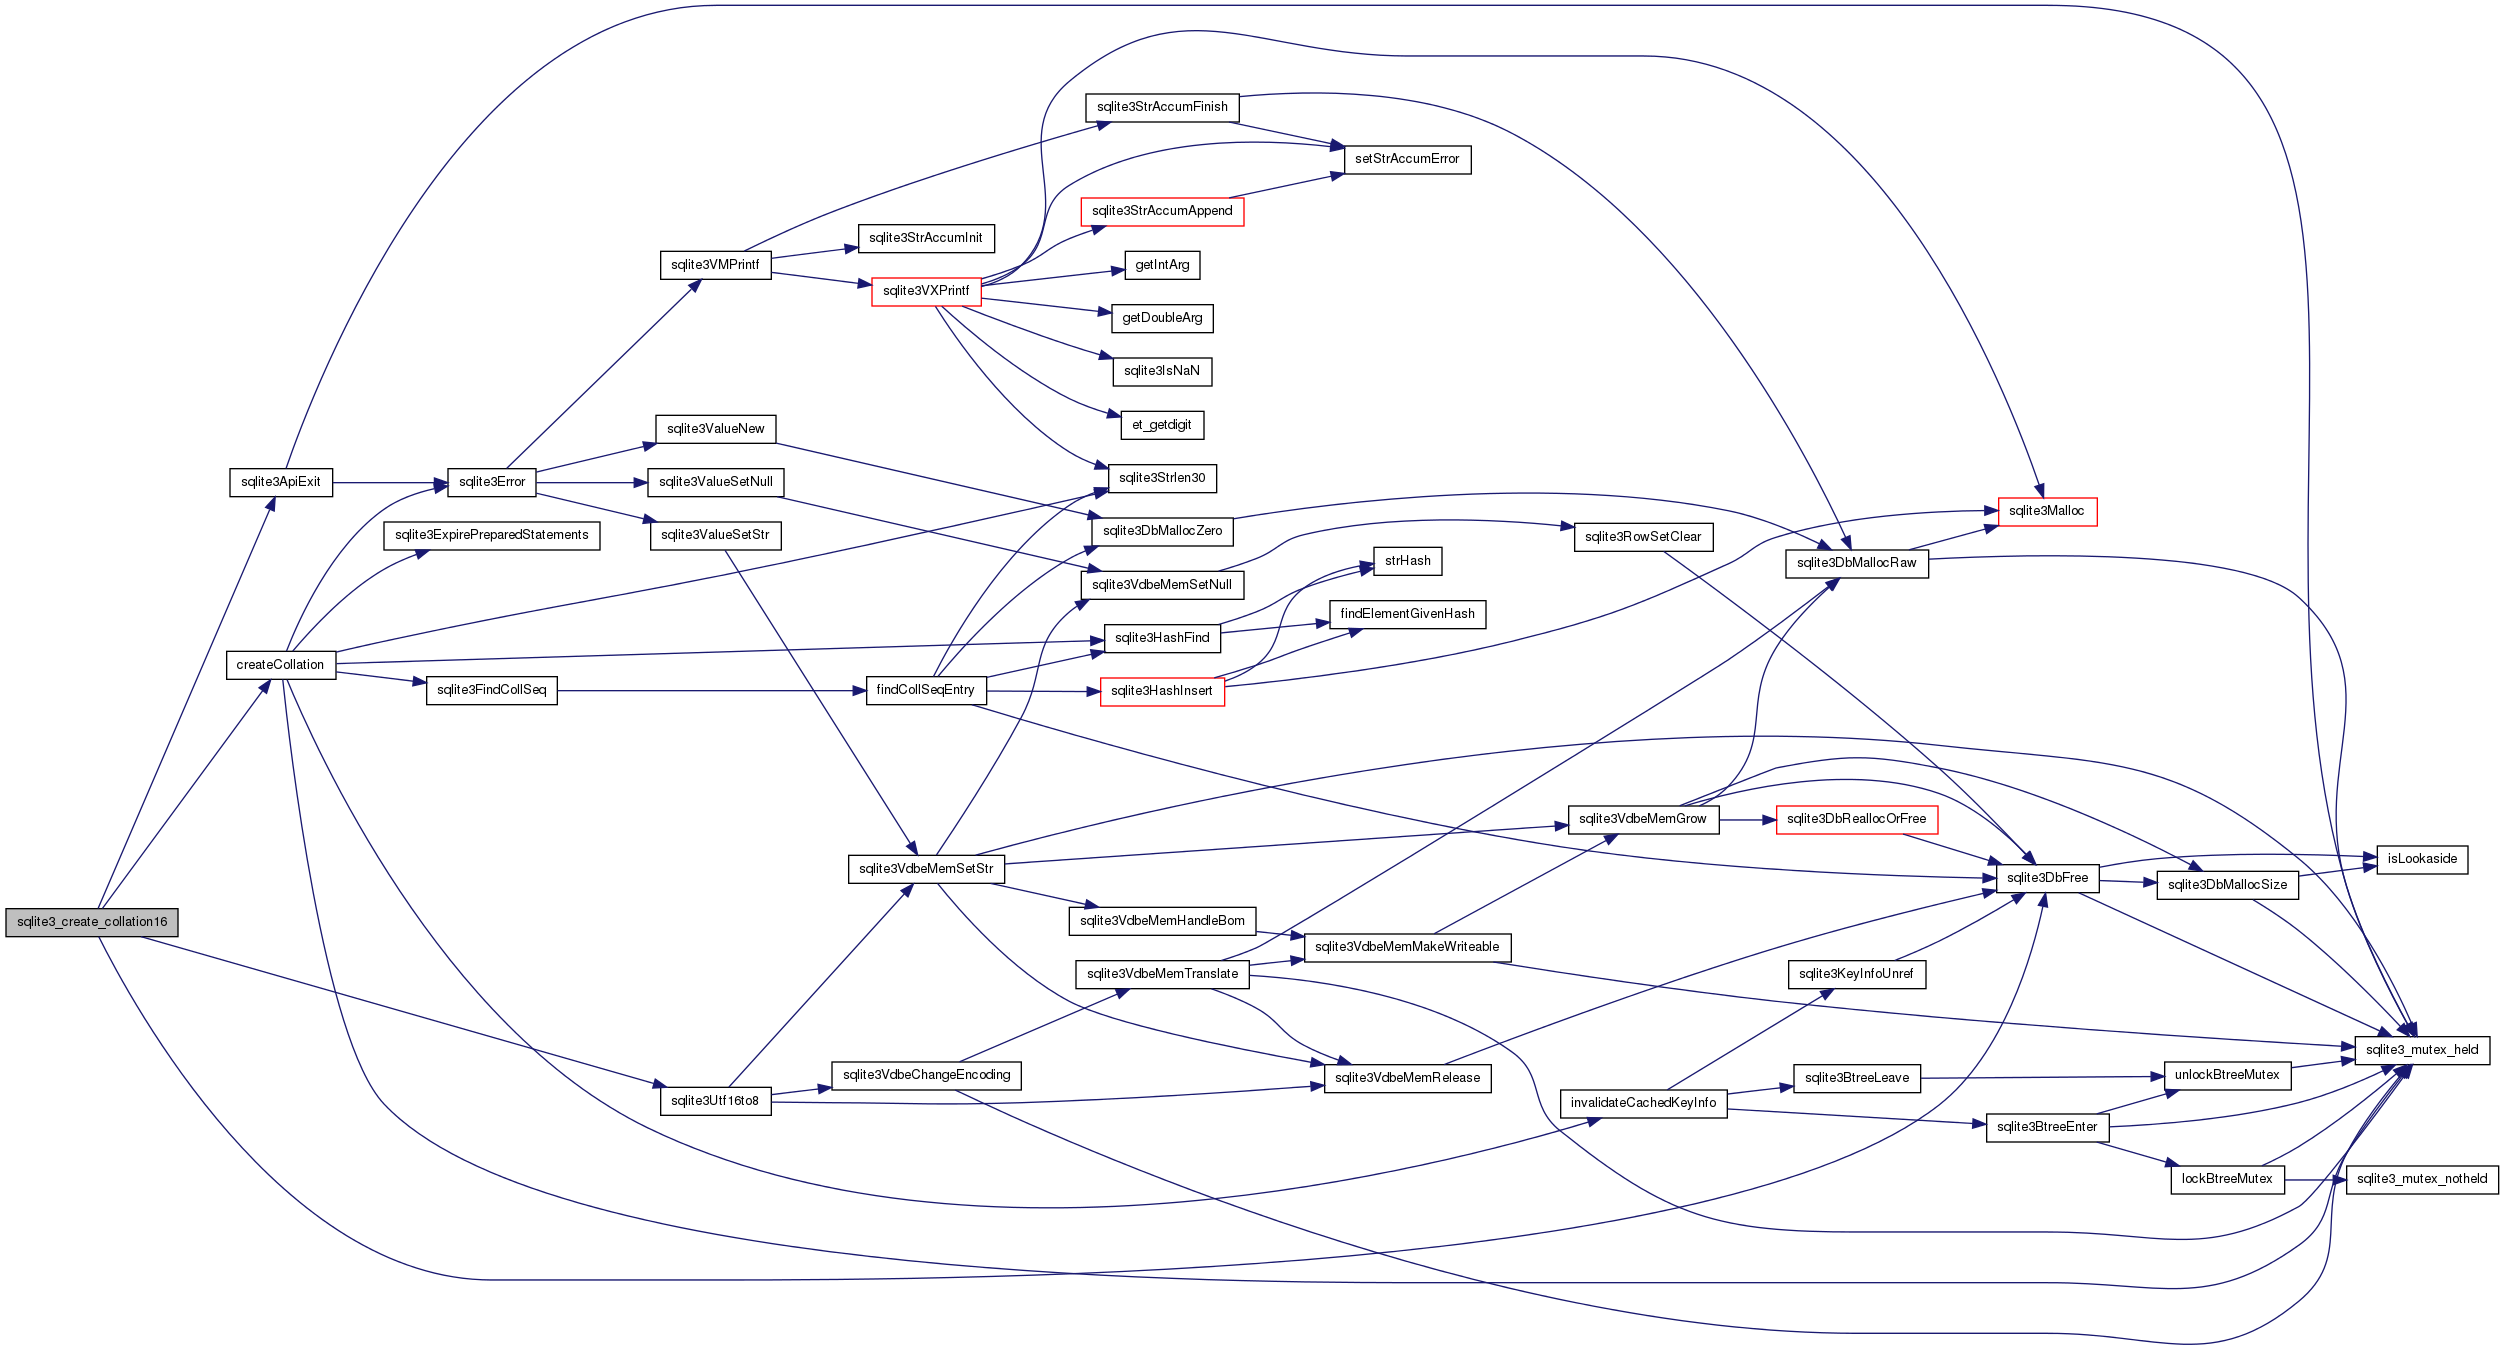 sqlite3StrAccumFinish
setStrAccumError
sqlite3StrAccumAppend
sqlite3StrAccumInit
sqlite3VMPrintf
getIntArg
sqlite3VXPrintf
getDoubleArg
sqlite3IsNaN
et_getdigit
sqlite3ValueNew
sqlite3Strlen30
sqlite3ApiExit
sqlite3Error
sqlite3ValueSetNull
sqlite3Malloc
sqlite3ExpirePreparedStatements
sqlite3ValueSetStr
sqlite3DbMallocZero
sqlite3RowSetClear
strHash
sqlite3DbMallocRaw
sqlite3VdbeMemSetNull
findElementGivenHash
sqlite3HashFind
createCollation
sqlite3FindCollSeq
findCollSeqEntry
sqlite3HashInsert
sqlite3VdbeMemGrow
sqlite3DbReallocOrFree
isLookaside
sqlite3VdbeMemSetStr
sqlite3DbFree
sqlite3DbMallocSize
sqlite3_create_collation16
sqlite3VdbeMemHandleBom
sqlite3VdbeMemMakeWriteable
sqlite3VdbeMemTranslate
sqlite3KeyInfoUnref
sqlite3_mutex_held
sqlite3VdbeChangeEncoding
sqlite3VdbeMemRelease
sqlite3BtreeLeave
unlockBtreeMutex
sqlite3Utf16to8
invalidateCachedKeyInfo
sqlite3BtreeEnter
lockBtreeMutex
sqlite3_mutex_notheld